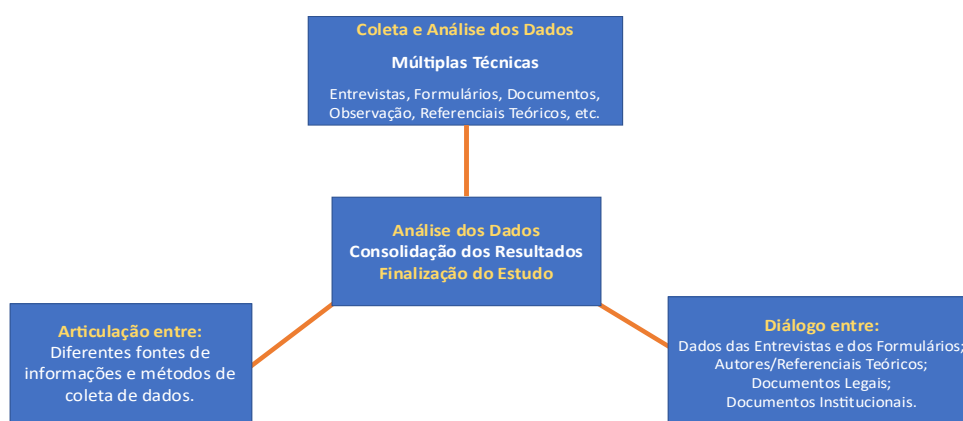 Coleta e Análise dos Dados
Múltiplas Técnicas
Entrevistas, Formulários, Documentos,
Observação, Referenciais Teóricos, etc.
Análise dos Dados
Consolidação dos Resultados
Finalização do Estudo
Articulação entre:
Diferentes fontes de
informações e métodos de
coleta de dados.
Diálogo entre:
Dados das Entrevistas e dos Formulários;
Autores/Referenciais Teóricos;
Documentos Legais;
Documentos Institucionais.